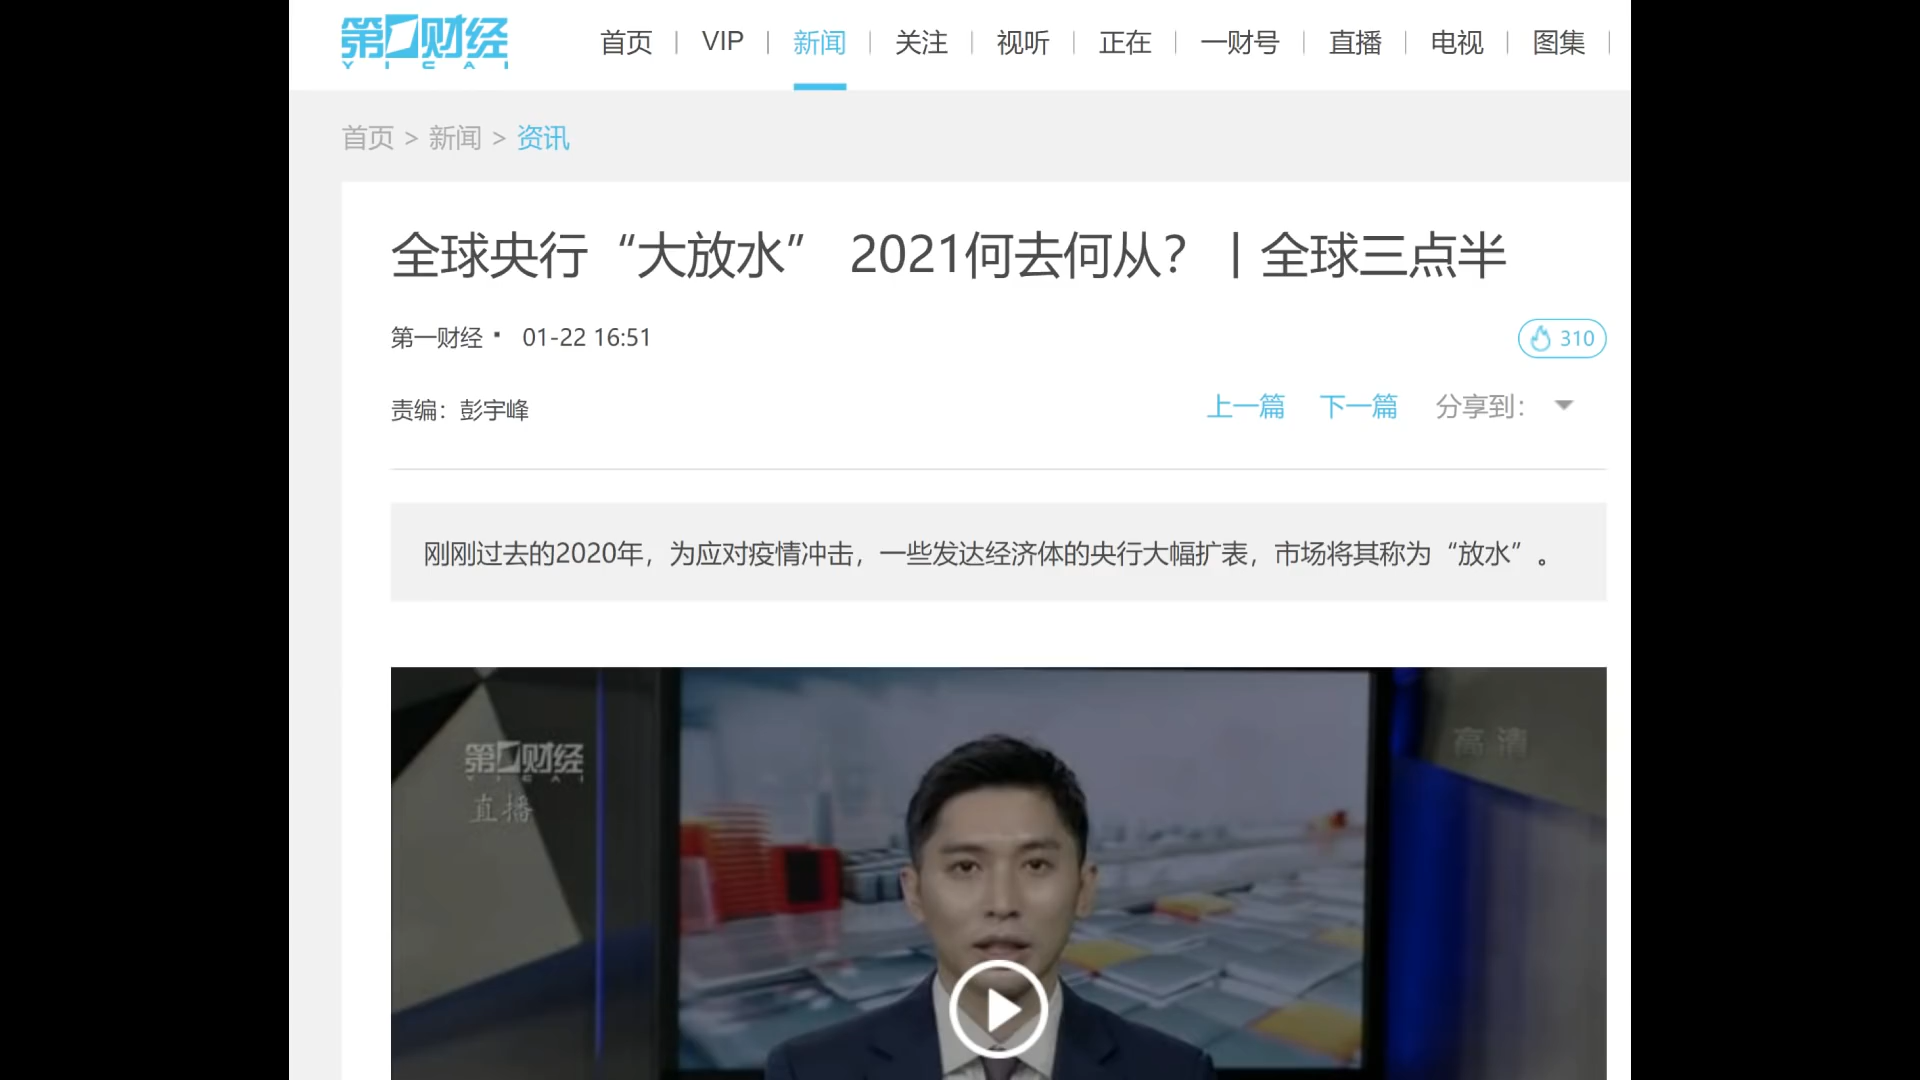 第一财经
YICAI
首页 | VIP | 新闻 | 关注 | 视听 | 正在 | 一财号 | 直播 | 电视 | 图集 |
首页 > 新闻 > 资讯
全球央行“大放水” 2021何去何从？丨全球三点半
第一财经 · 01-22 16:51
310
责编：彭宇峰
上一篇 下一篇 分享到：
刚刚过去的2020年，为应对疫情冲击，一些发达经济体的央行大幅扩表，市场将其称为“放水”。
第一财经
YICAI
直播
高清